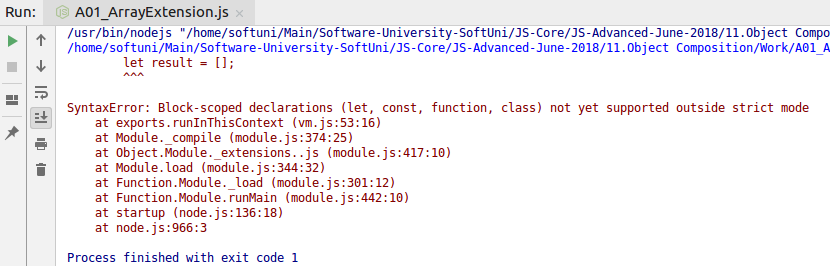 Run: A01_ArrayExtension.js
/usr/bin/nodejs "/home/softuni/Main/Software-University-SoftUni/JS-Core/JS-Advanced-June-2018/11.Object Compo
/home/softuni/Main/Software-University-SoftUni/JS-Core/JS-Advanced-June-2018/11.Object Composition/Work/A01_A
let result = [];
^^^
SyntaxError: Block-scoped declarations (let, const, function, class) not yet supported outside strict mode
at exports.runInThisContext (vm.js:53:16)
at Module._compile (module.js:374:25)
at Object.Module._extensions..js (module.js:417:10)
at Module.load (module.js:344:32)
at Function.Module._load (module.js:301:12)
at Function.Module.runMain (module.js:442:10)
at startup (node.js:136:18)
at node.js:966:3
Process finished with exit code 1